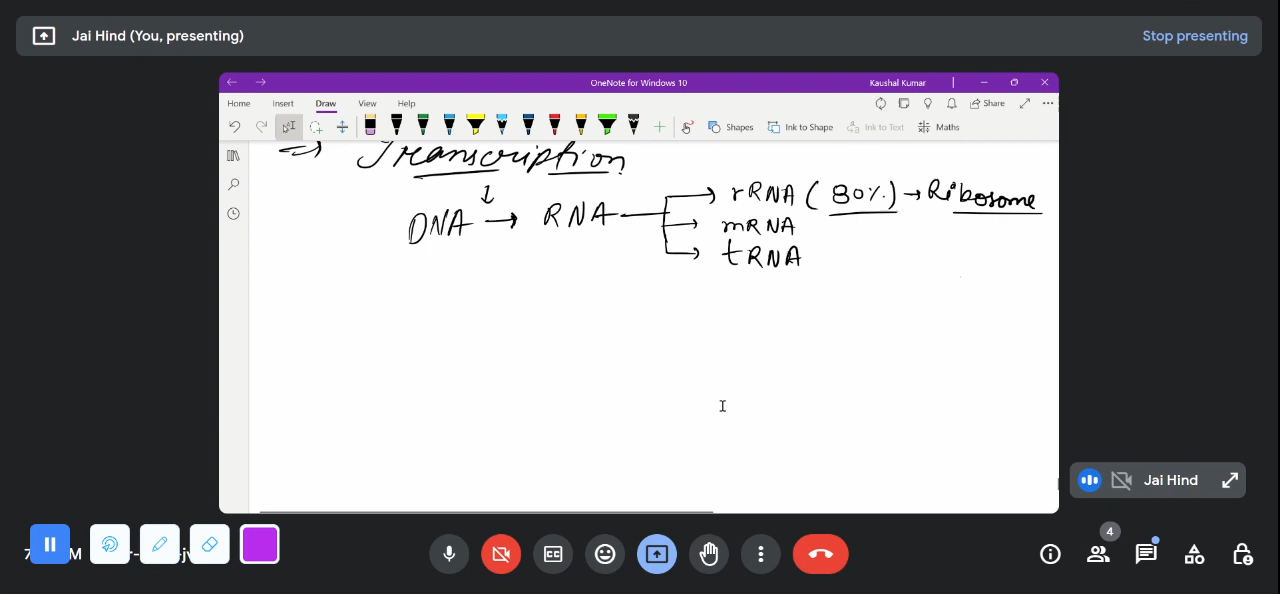 Jai Hind (You, presenting)
Stop presenting
OneNote for Windows 10
Kaushal Kumar
Home Insert Draw View Help
Share
Shapes Ink to Shape Ink to Text Maths
Transcription
DNA → RNA → rRNA (80%) → Ribosome
→ mRNA
→ tRNA
Jai Hind
4